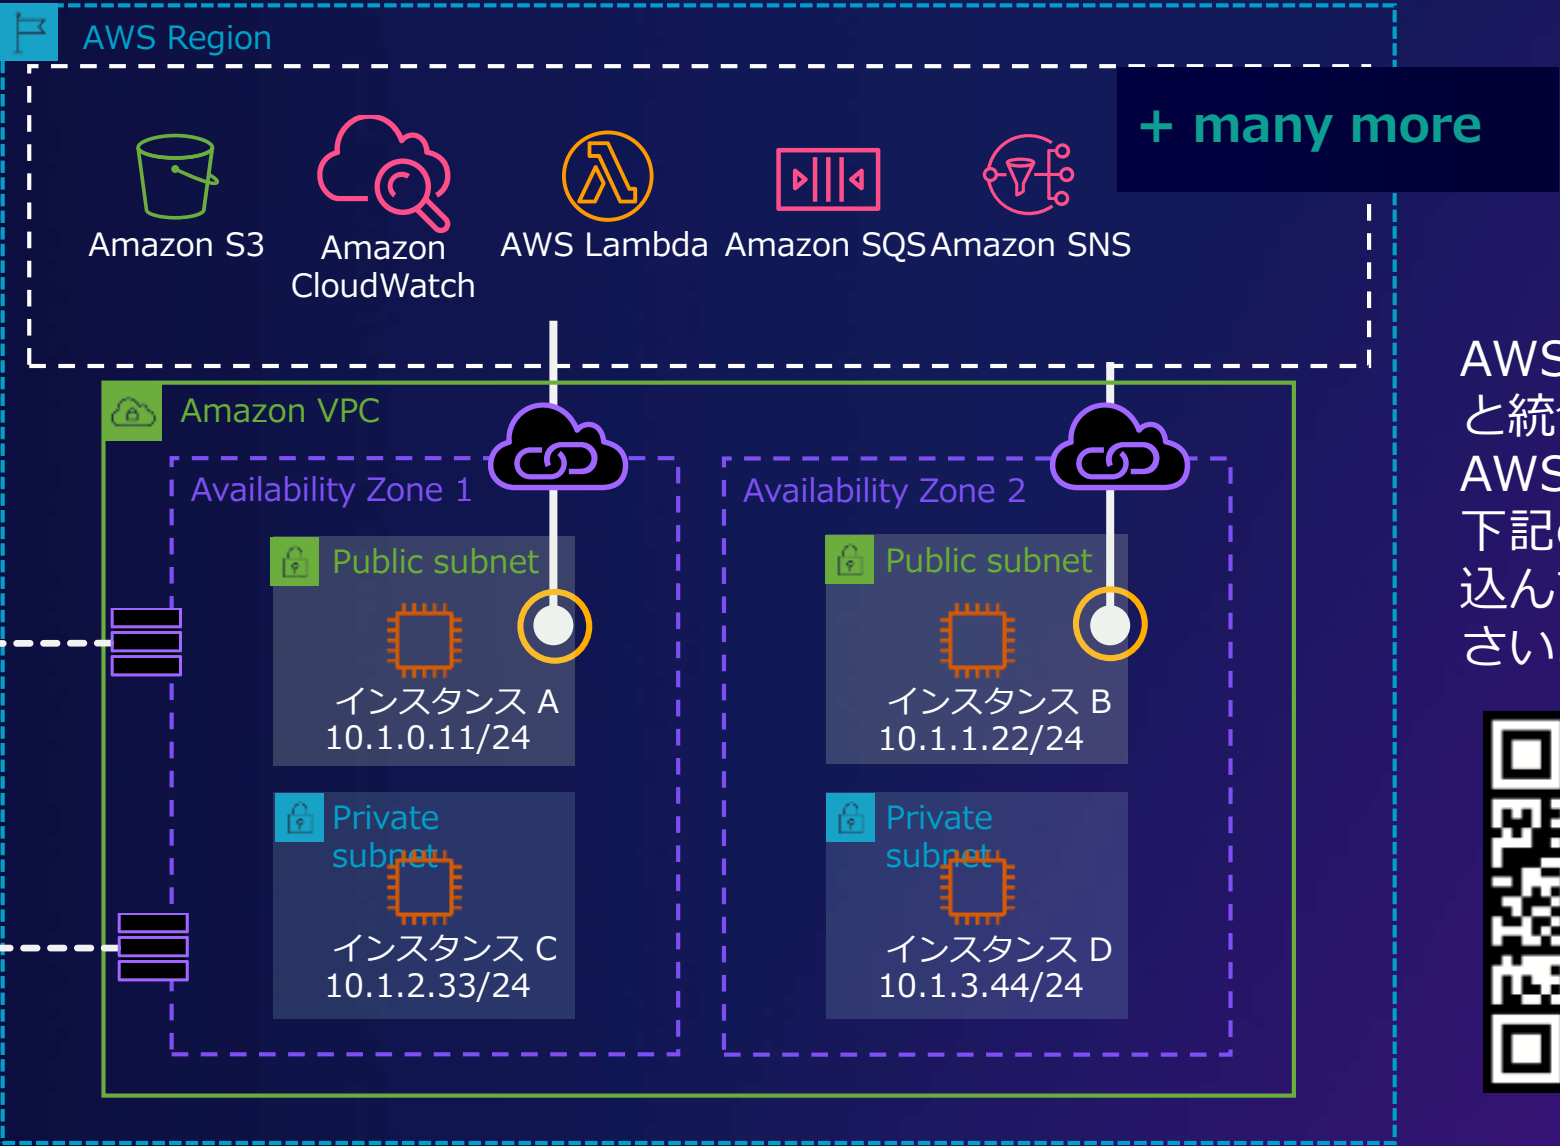 AWS Region
+ many more
Amazon S3
Amazon
CloudWatch
AWS Lambda
Amazon SQS
Amazon SNS
Amazon VPC
Availability Zone 1
Public subnet
インスタンス A
10.1.0.11/24
Private
subnet
インスタンス C
10.1.2.33/24
Availability Zone 2
Public subnet
インスタンス B
10.1.1.22/24
Private
subnet
インスタンス D
10.1.3.44/24
AWS
と統
AWS
下記
込ん
さい